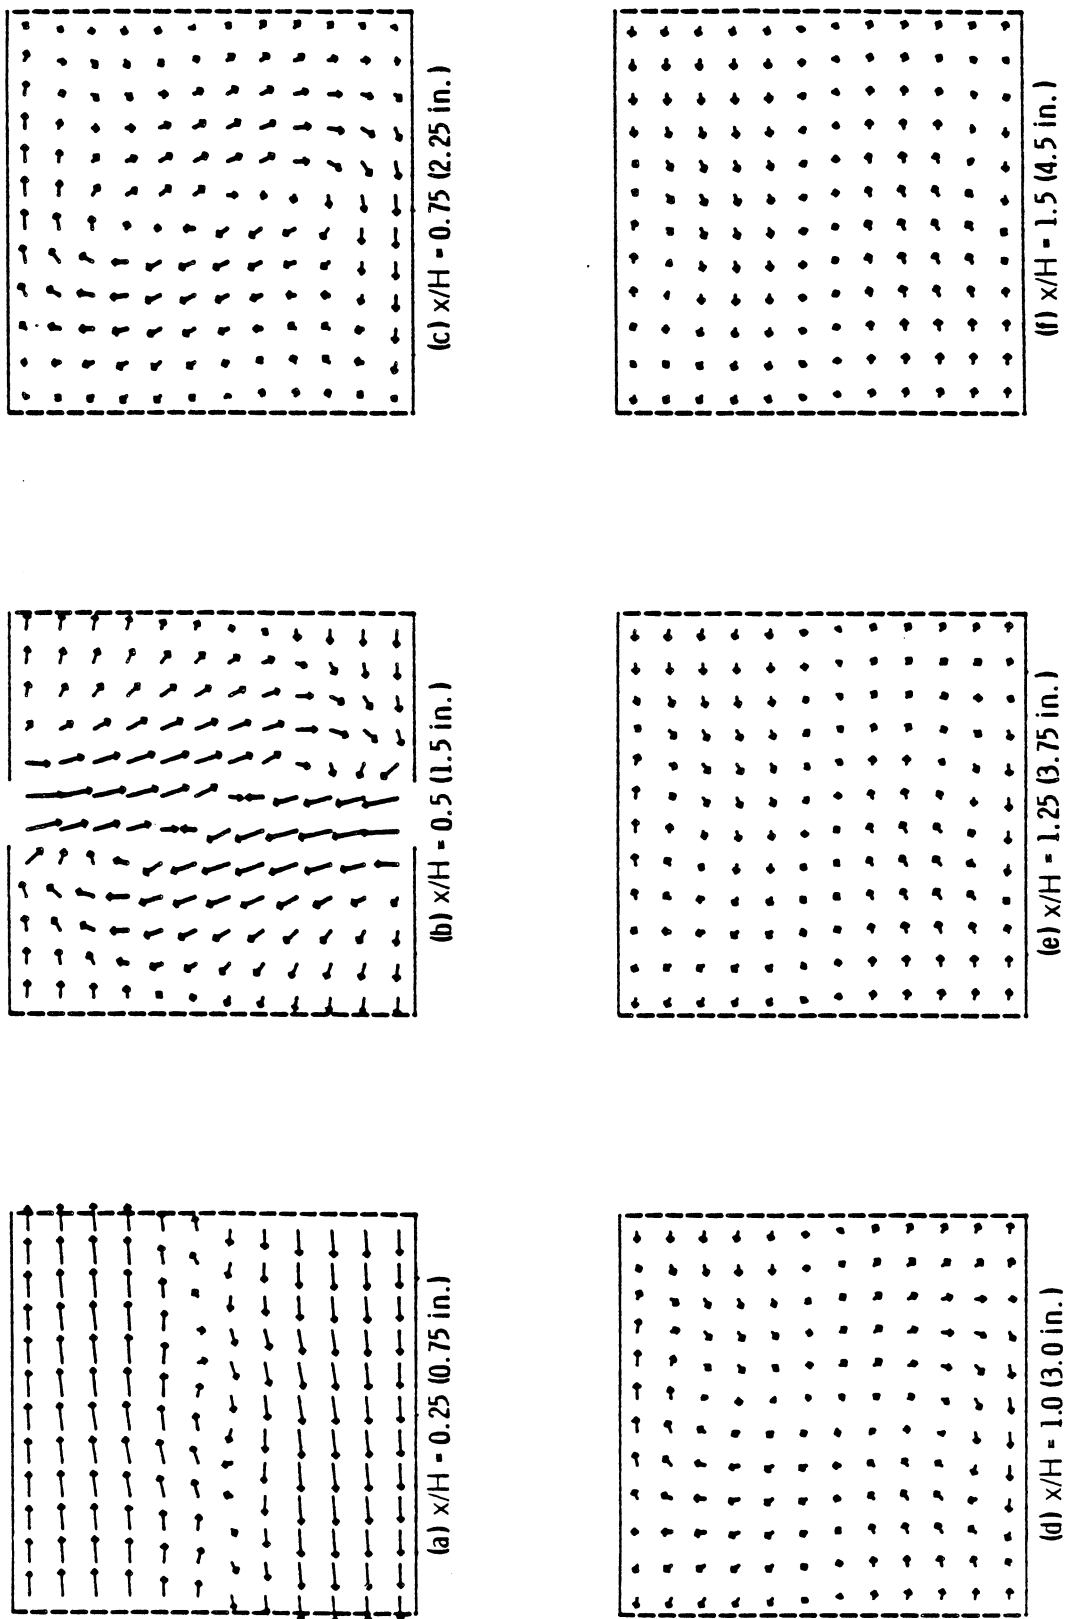 (a) x/H = 0.25 (0.75 in.)
(b) x/H = 0.5 (1.5 in.)
(c) x/H = 0.75 (2.25 in.)
(d) x/H = 1.0 (3.0 in.)
(e) x/H = 1.25 (3.75 in.)
(f) x/H = 1.5 (4.5 in.)